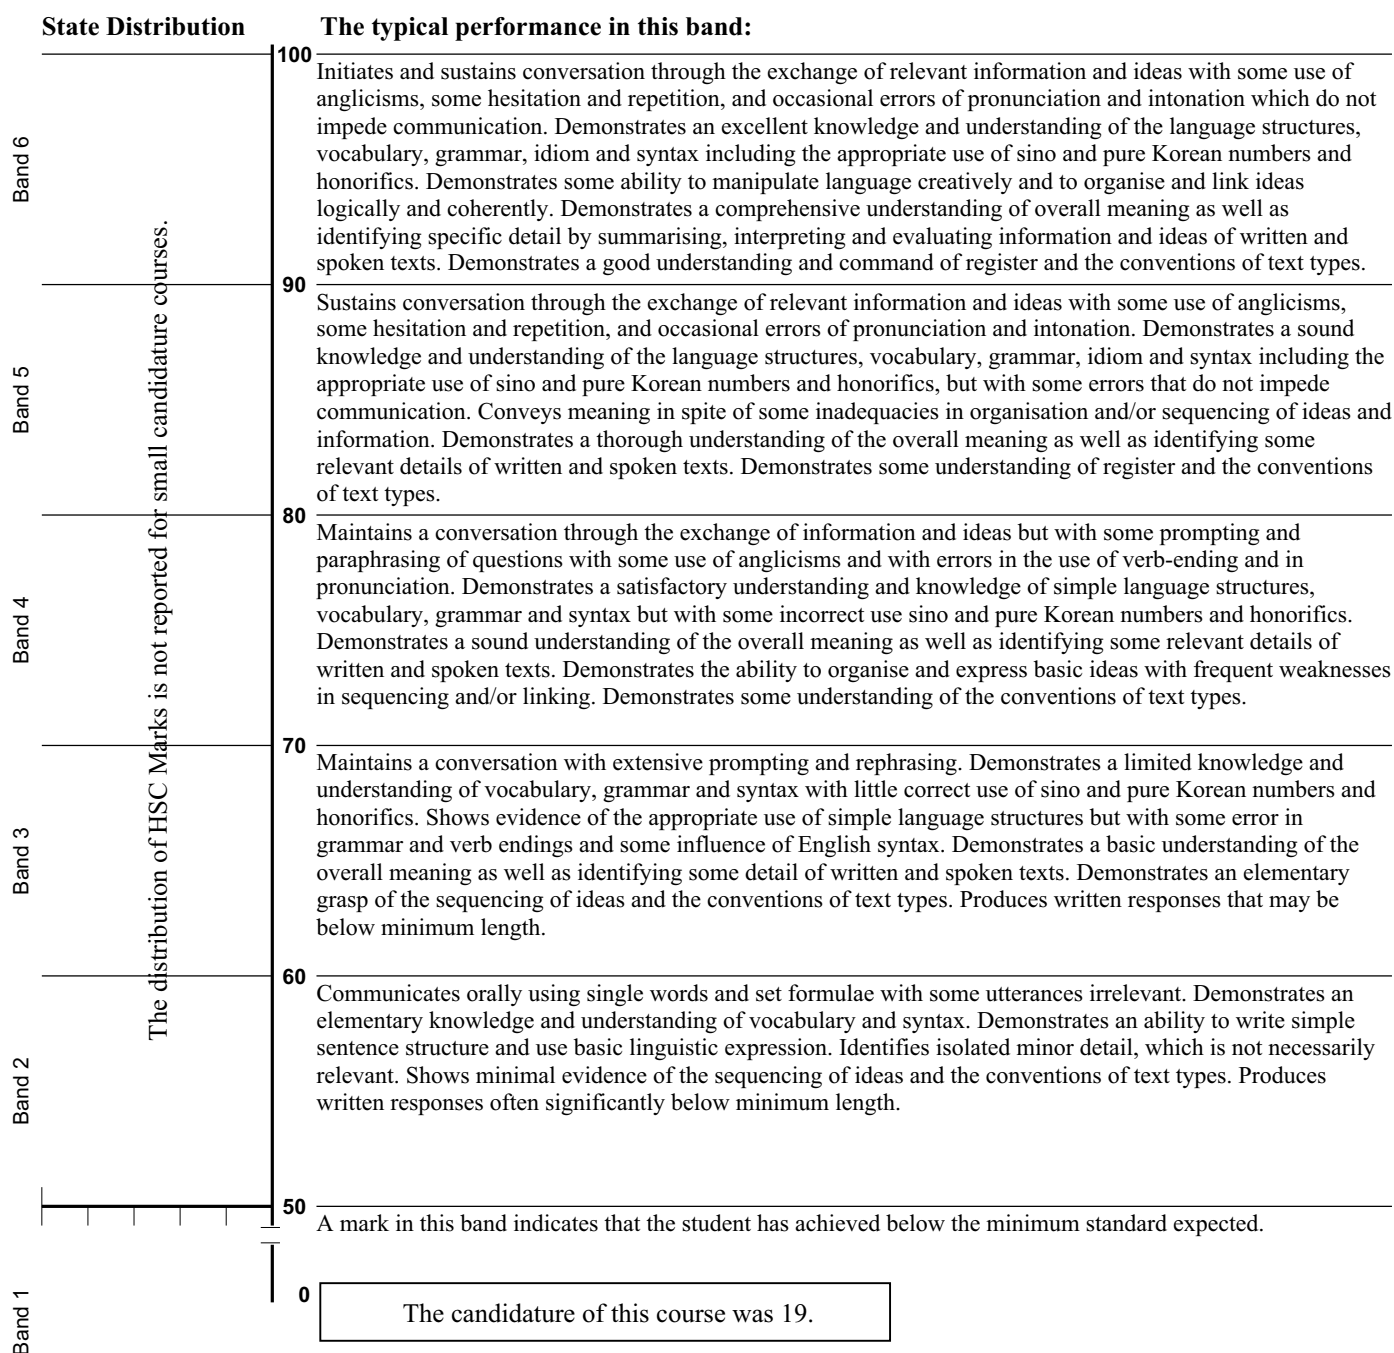 State Distribution
The typical performance in this band:
100
Band 6
Initiates and sustains conversation through the exchange of relevant information and ideas with some use of
anglicisms, some hesitation and repetition, and occasional errors of pronunciation and intonation which do not
impede communication. Demonstrates an excellent knowledge and understanding of the language structures,
vocabulary, grammar, idiom and syntax including the appropriate use of sino and pure Korean numbers and
honorifics. Demonstrates some ability to manipulate language creatively and to organise and link ideas
logically and coherently. Demonstrates a comprehensive understanding of overall meaning as well as
identifying specific detail by summarising, interpreting and evaluating information and ideas of written and
spoken texts. Demonstrates a good understanding and command of register and the conventions of text types.
90
Band 5
Sustains conversation through the exchange of relevant information and ideas with some use of anglicisms,
some hesitation and repetition, and occasional errors of pronunciation and intonation. Demonstrates a sound
knowledge and understanding of the language structures, vocabulary, grammar, idiom and syntax including the
appropriate use of sino and pure Korean numbers and honorifics, but with some errors that do not impede
communication. Conveys meaning in spite of some inadequacies in organisation and/or sequencing of ideas and
information. Demonstrates a thorough understanding of the overall meaning as well as identifying some
relevant details of written and spoken texts. Demonstrates some understanding of register and the conventions
of text types.
80
Band 4
Maintains a conversation through the exchange of information and ideas but with some prompting and
paraphrasing of questions with some use of anglicisms and with errors in the use of verb-ending and in
pronunciation. Demonstrates a satisfactory understanding and knowledge of simple language structures,
vocabulary, grammar and syntax but with some incorrect use sino and pure Korean numbers and honorifics.
Demonstrates a sound understanding of the overall meaning as well as identifying some relevant details of
written and spoken texts. Demonstrates the ability to organise and express basic ideas with frequent weaknesses
in sequencing and/or linking. Demonstrates some understanding of the conventions of text types.
The distribution of HSC Marks is not reported for small candidature courses.
70
Band 3
Maintains a conversation with extensive prompting and rephrasing. Demonstrates a limited knowledge and
understanding of vocabulary, grammar and syntax with little correct use of sino and pure Korean numbers and
honorifics. Shows evidence of the appropriate use of simple language structures but with some error in
grammar and verb endings and some influence of English syntax. Demonstrates a basic understanding of the
overall meaning as well as identifying some detail of written and spoken texts. Demonstrates an elementary
grasp of the sequencing of ideas and the conventions of text types. Produces written responses that may be
below minimum length.
60
Band 2
Communicates orally using single words and set formulae with some utterances irrelevant. Demonstrates an
elementary knowledge and understanding of vocabulary and syntax. Demonstrates an ability to write simple
sentence structure and use basic linguistic expression. Identifies isolated minor detail, which is not necessarily
relevant. Shows minimal evidence of the sequencing of ideas and the conventions of text types. Produces
written responses often significantly below minimum length.
50
A mark in this band indicates that the student has achieved below the minimum standard expected.
Band 1
0
The candidature of this course was 19.